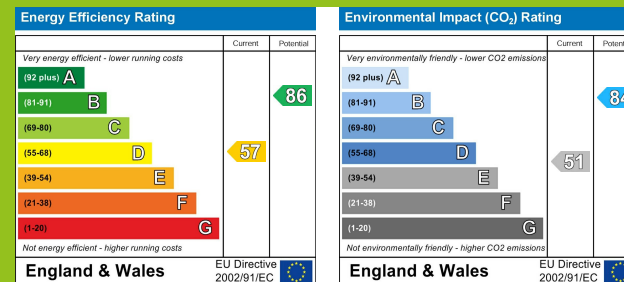 Energy Efficiency Rating
Current Potential
Very energy efficient - lower running costs
(92 plus) A
(81-91) B
86
(69-80) C
(55-68) D
57
(39-54) E
(21-38) F
(1-20) G
Not energy efficient - higher running costs
England & Wales
EU Directive
2002/91/EC
Environmental Impact (CO₂) Rating
Current
Very environmentally friendly - lower CO2 emissions
(92 plus) A
(81-91) B
84
(69-80) C
(55-68) D
(39-54) E
51
(21-38) F
(1-20) G
Not environmentally friendly - higher CO2 emissions
England & Wales
EU Directive
2002/91/EC